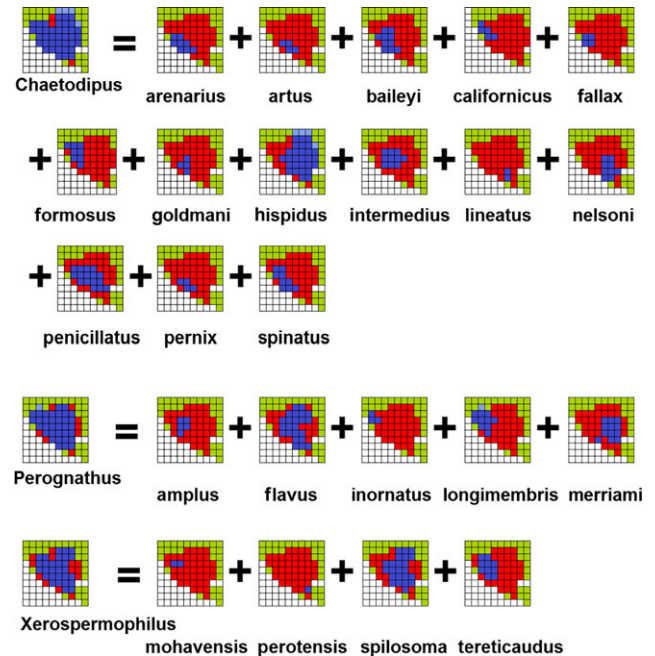 = + + + +
Chaetodipus arenarius artus baileyi californicus fallax
+ + + + + +
formosus goldmani hispidus intermedius lineatus nelsoni
+ + +
penicillatus pernix spinatus
= + + + +
Perognathus
amplus flavus inornatus longimembris merriami
= + + +
Xerospermophilus
mohavensis perotensis spilosoma tereticaudus